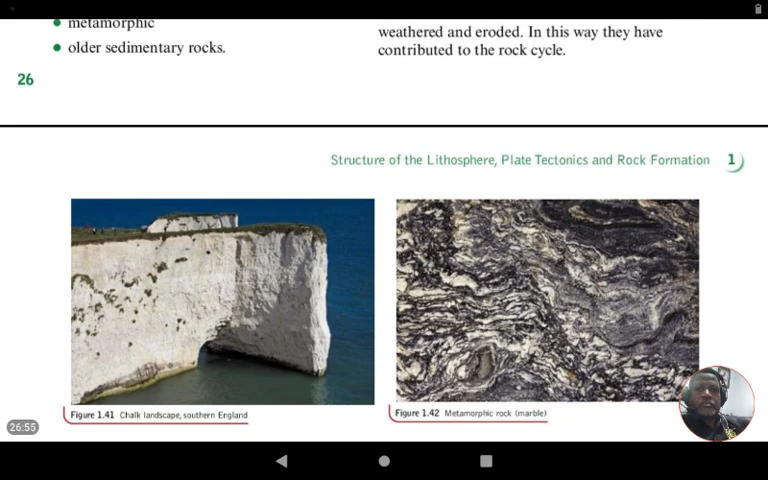 metamorphic
older sedimentary rocks.
weathered and eroded. In this way they have
contributed to the rock cycle.
26
Structure of the Lithosphere, Plate Tectonics and Rock Formation 1
Figure 1.41 Chalk landscape, southern England
Figure 1.42 Metamorphic rock (marble)
26:55